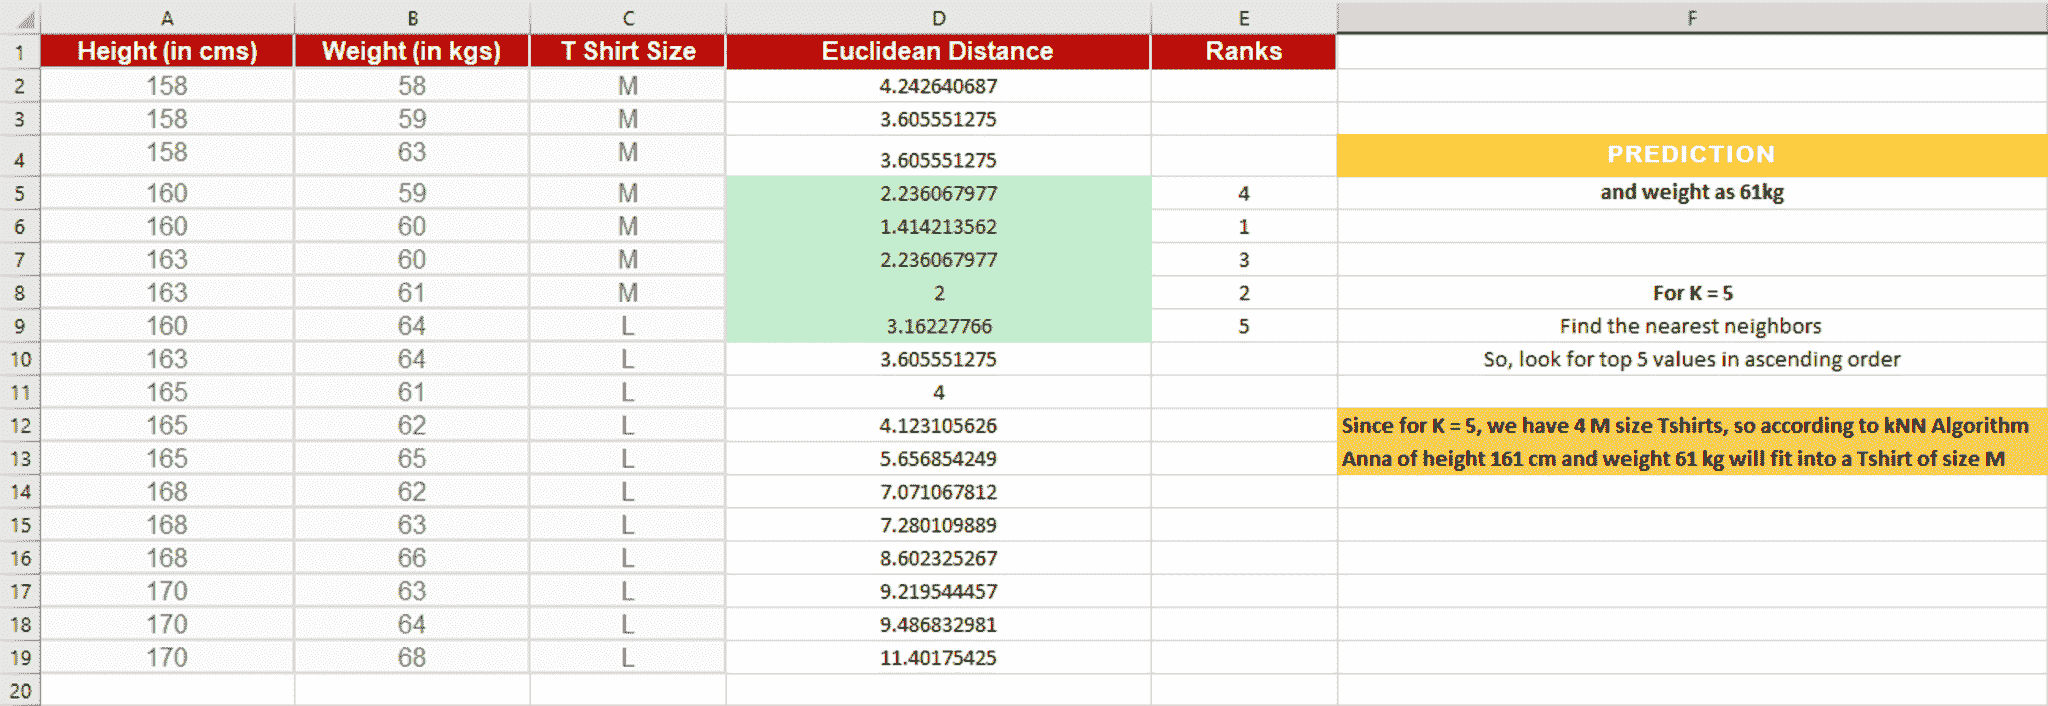 A B C D E F
1 Height (in cms) Weight (in kgs) T Shirt Size Euclidean Distance Ranks
2 158 58 M 4.242640687
3 158 59 M 3.605551275
4 158 63 M 3.605551275 PREDICTION
5 160 59 M 2.236067977 4 and weight as 61kg
6 160 60 M 1.414213562 1
7 163 60 M 2.236067977 3
8 163 61 M 2 2 For K = 5
9 160 64 L 3.16227766 5 Find the nearest neighbors
10 163 64 L 3.605551275 So, look for top 5 values in ascending order
11 165 61 L 4
12 165 62 L 4.123105626 Since for K = 5, we have 4 M size Tshirts, so according to kNN Algorithm
13 165 65 L 5.656854249 Anna of height 161 cm and weight 61 kg will fit into a Tshirt of size M
14 168 62 L 7.071067812
15 168 63 L 7.280109889
16 168 66 L 8.602325267
17 170 63 L 9.219544457
18 170 64 L 9.486832981
19 170 68 L 11.40175425
20